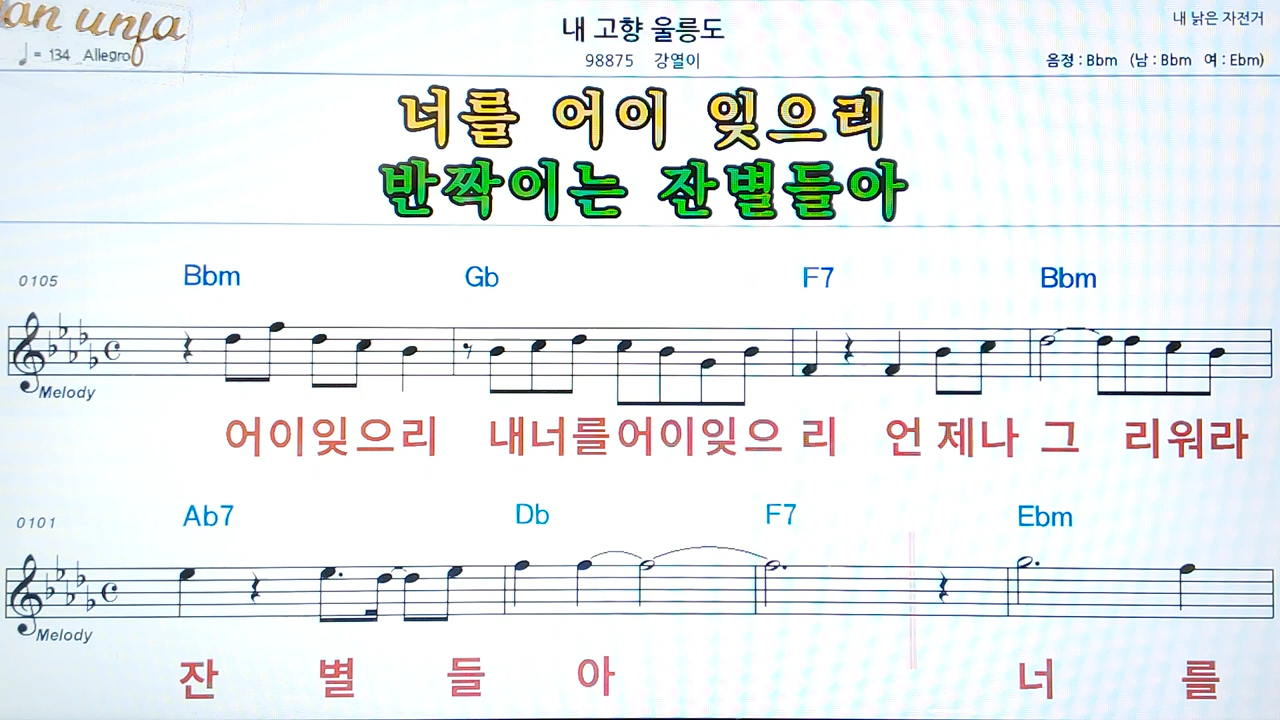 내 고향 울릉도
내 낡은 자전거
♩ = 134 Allegro
98875 강열이
음정 : Bbm (남 : Bbm 여 : Ebm)
너를 어이 잊으리
반짝이는 잔별들아
0105 Bbm Gb F7 Bbm
Melody
어이잊으리 내너를어이잊으 리 언 제나 그 리워라
0101 Ab7 Db F7 Ebm
Melody
잔 별 들 아 너 를